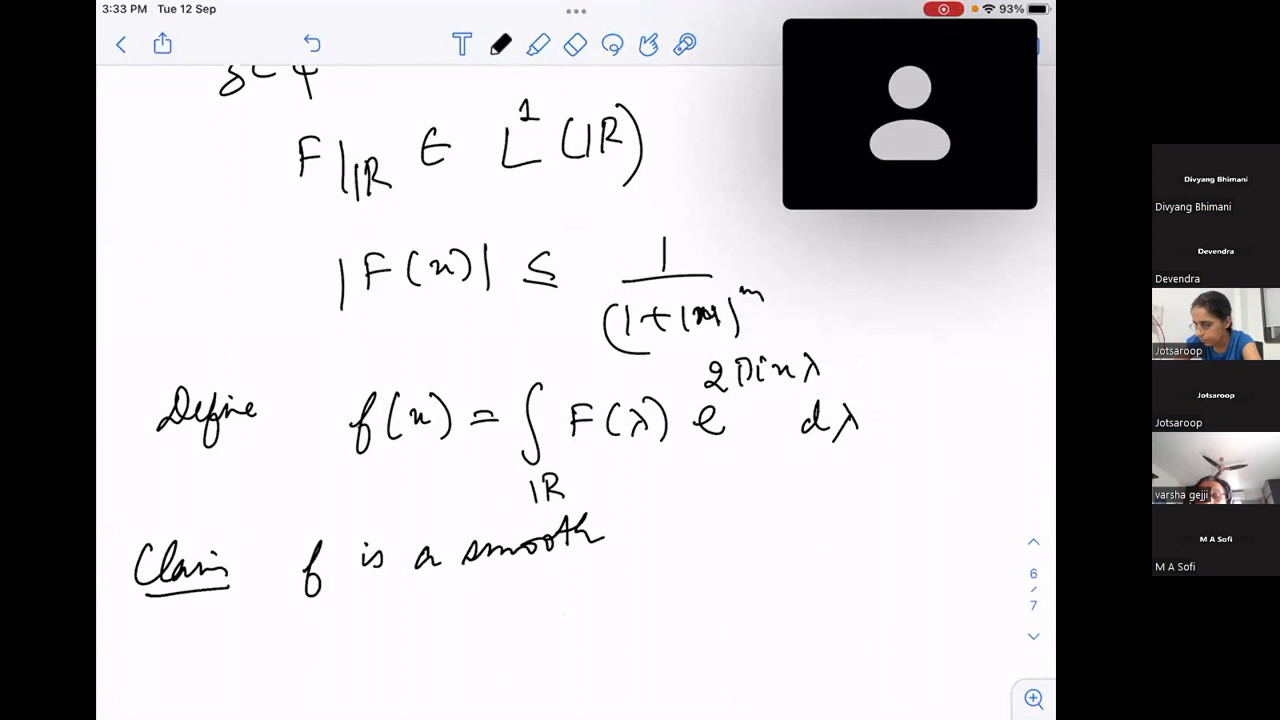 3:33 PM Tue 12 Sep
93%
F|ℝ ∈ L¹(ℝ)
|F(x)| ≤ 1/(1+|x|)^m
Define f(x) = ∫_ℝ F(λ) e^{2πixλ} dλ
Claim f is a smooth
6
/
7
Divyang Bhimani
Divyang Bhimani
Devendra
Devendra
Jotsaroop
Jotsaroop
Jotsaroop
varsha gejji
M A Sofi
M A Sofi